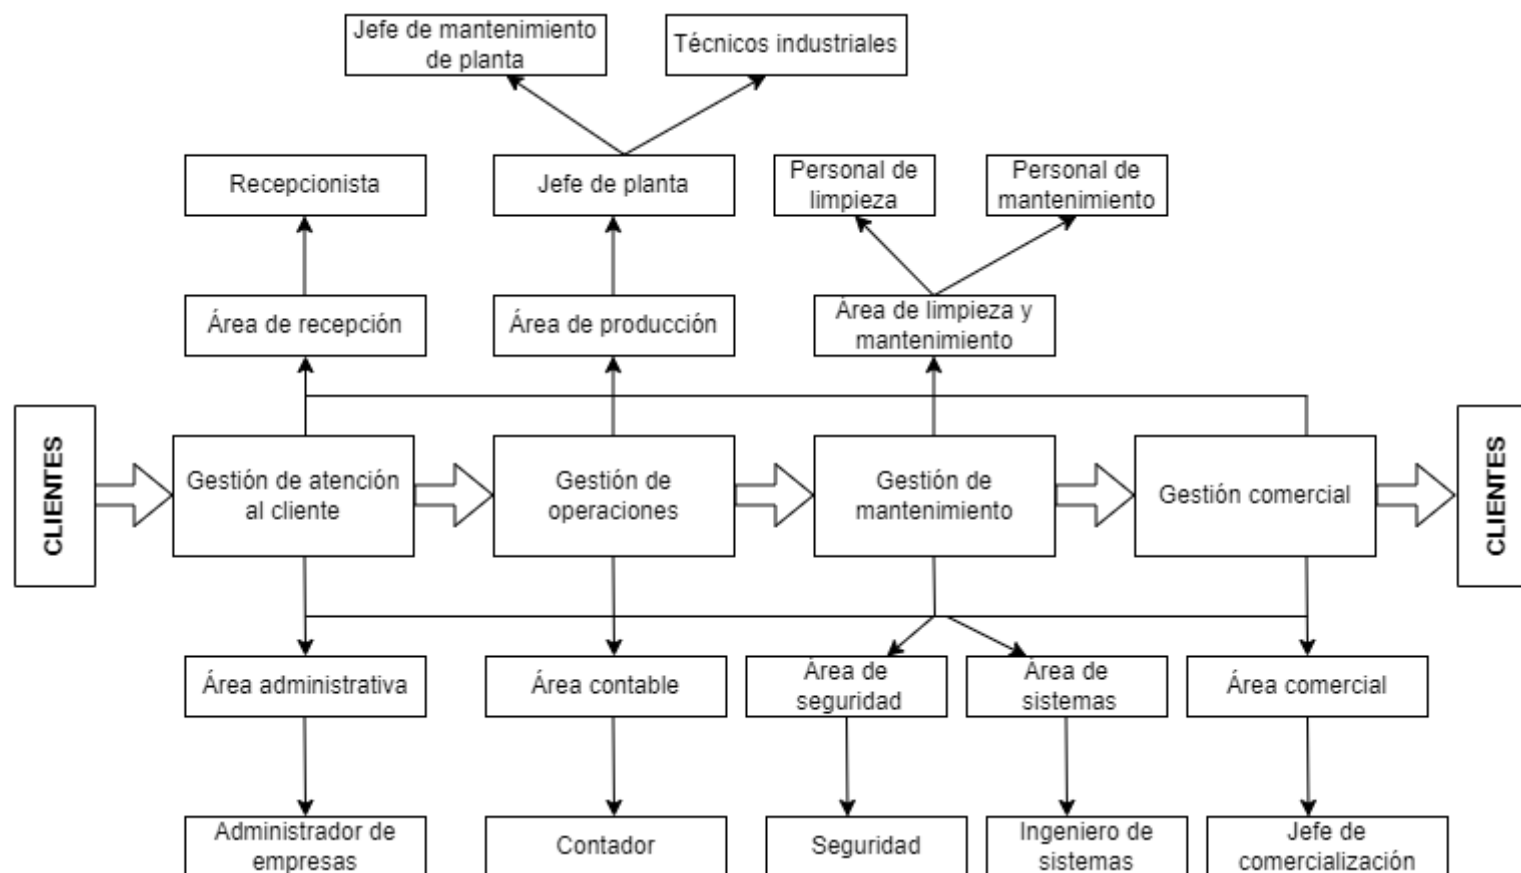 Jefe de mantenimiento
de planta
Técnicos industriales
Recepcionista
Jefe de planta
Personal de
limpieza
Personal de
mantenimiento
Área de recepción
Área de producción
Área de limpieza y
mantenimiento
CLIENTES
Gestión de atención
al cliente
Gestión de
operaciones
Gestión de
mantenimiento
Gestión comercial
CLIENTES
Área administrativa
Área contable
Área de
seguridad
Área de
sistemas
Área comercial
Administrador de
empresas
Contador
Seguridad
Ingeniero de
sistemas
Jefe de
comercialización